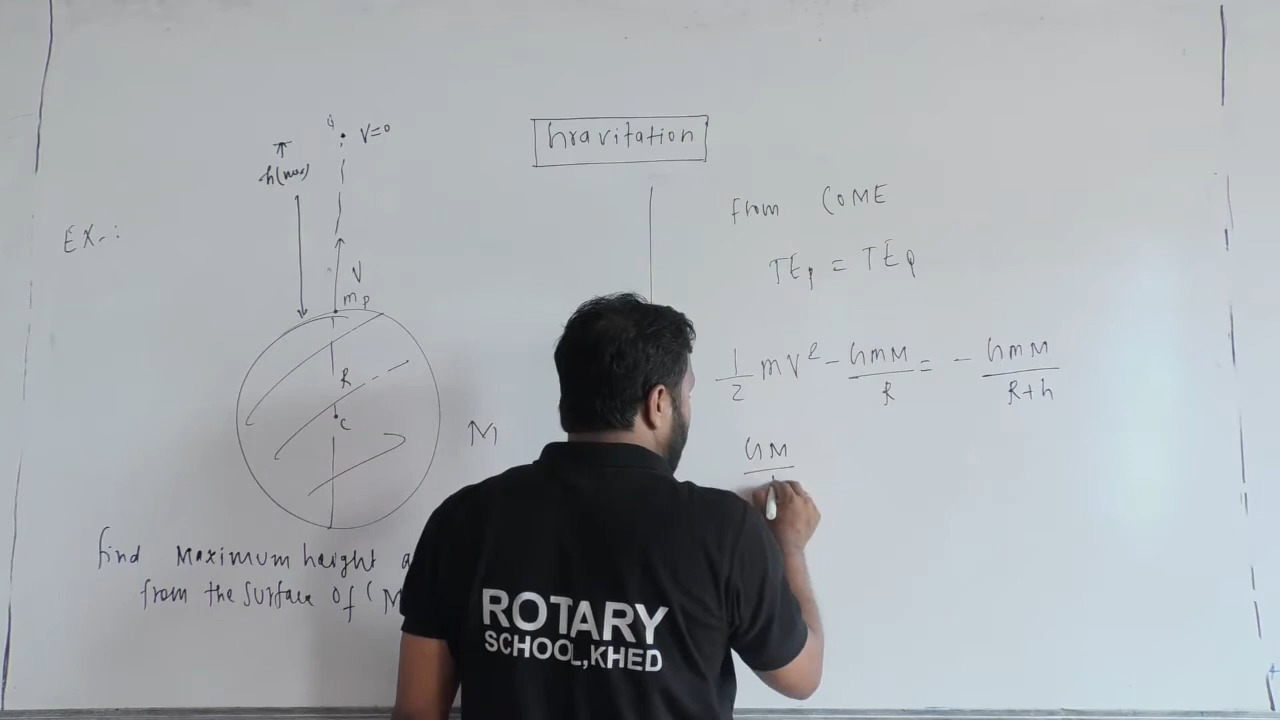 Gravitation
EX.:
Q V=0
h(max)
V
m P
R
C
M
find Maximum height
from the surface of 'M
from COME
TEp = TEQ
1/2 mV² - GmM/R = - GmM/R+h
GM
ROTARY
SCHOOL,KHED